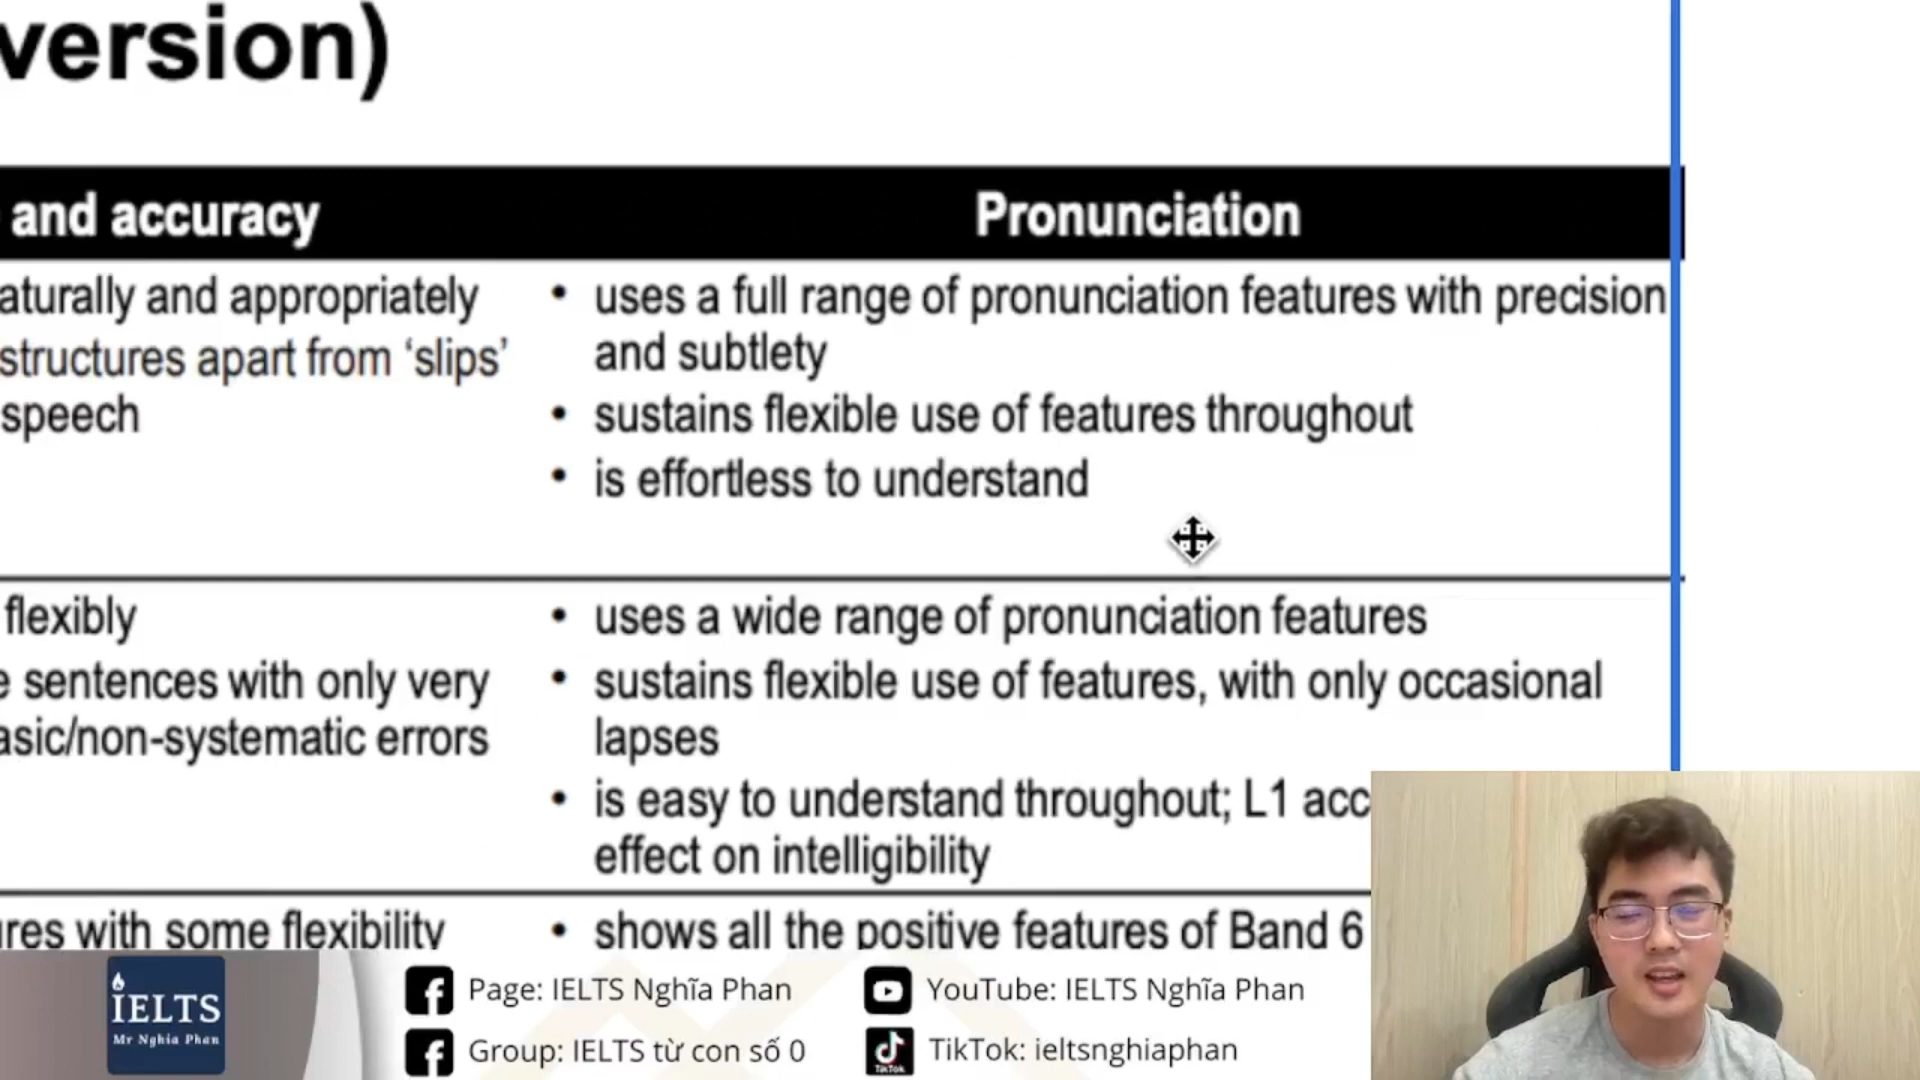 version)
and accuracy
Pronunciation
aturally and appropriately
structures apart from ‘slips’
speech
• uses a full range of pronunciation features with precision
and subtlety
• sustains flexible use of features throughout
• is effortless to understand
flexibly
e sentences with only very
asic/non-systematic errors
• uses a wide range of pronunciation features
• sustains flexible use of features, with only occasional
lapses
• is easy to understand throughout; L1 acc
effect on intelligibility
res with some flexibility
• shows all the positive features of Band 6
IELTS
Mr Nghia Phan
Page: IELTS Nghĩa Phan
Group: IELTS từ con số 0
YouTube: IELTS Nghĩa Phan
TikTok
TikTok: ieltsnghiaphan